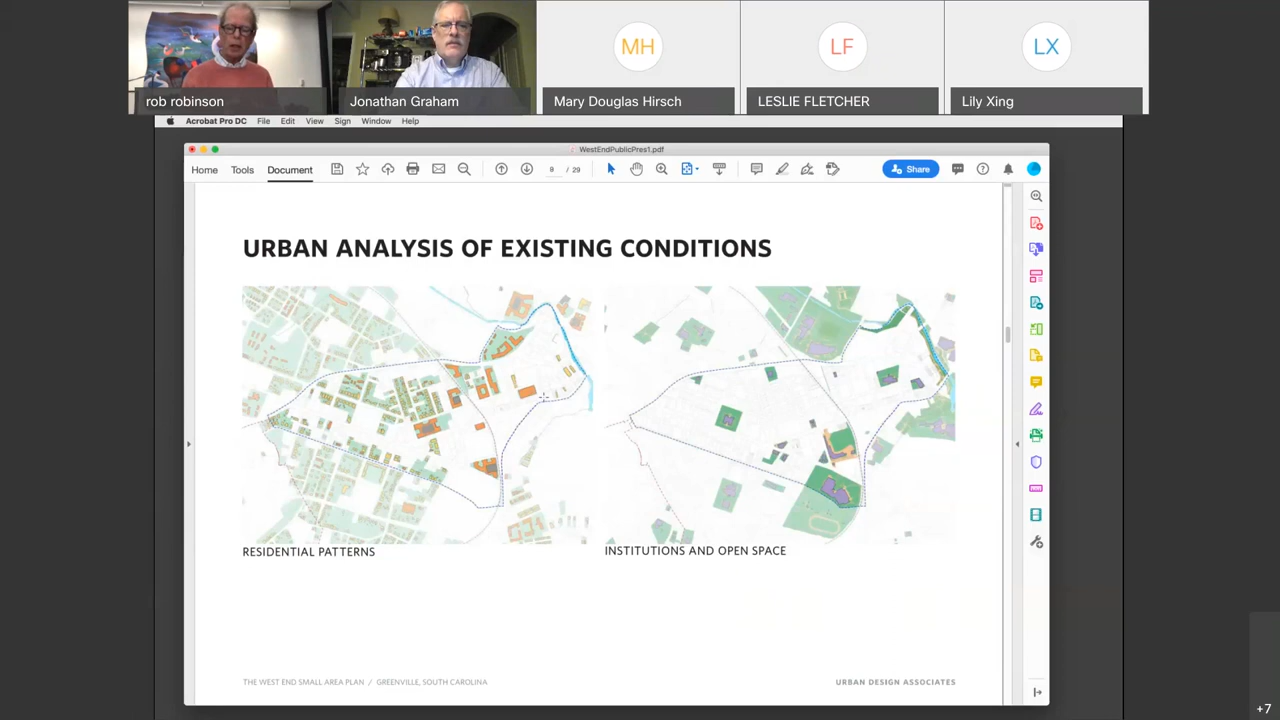 MH
LF
LX
rob robinson
Jonathan Graham
Mary Douglas Hirsch
LESLIE FLETCHER
Lily Xing
Acrobat Pro DC File Edit View Sign Window Help
WestEndPublicPres1.pdf
Home Tools Document 9 / 29 Share
URBAN ANALYSIS OF EXISTING CONDITIONS
RESIDENTIAL PATTERNS
INSTITUTIONS AND OPEN SPACE
THE WEST END SMALL AREA PLAN / GREENVILLE, SOUTH CAROLINA
URBAN DESIGN ASSOCIATES
+7